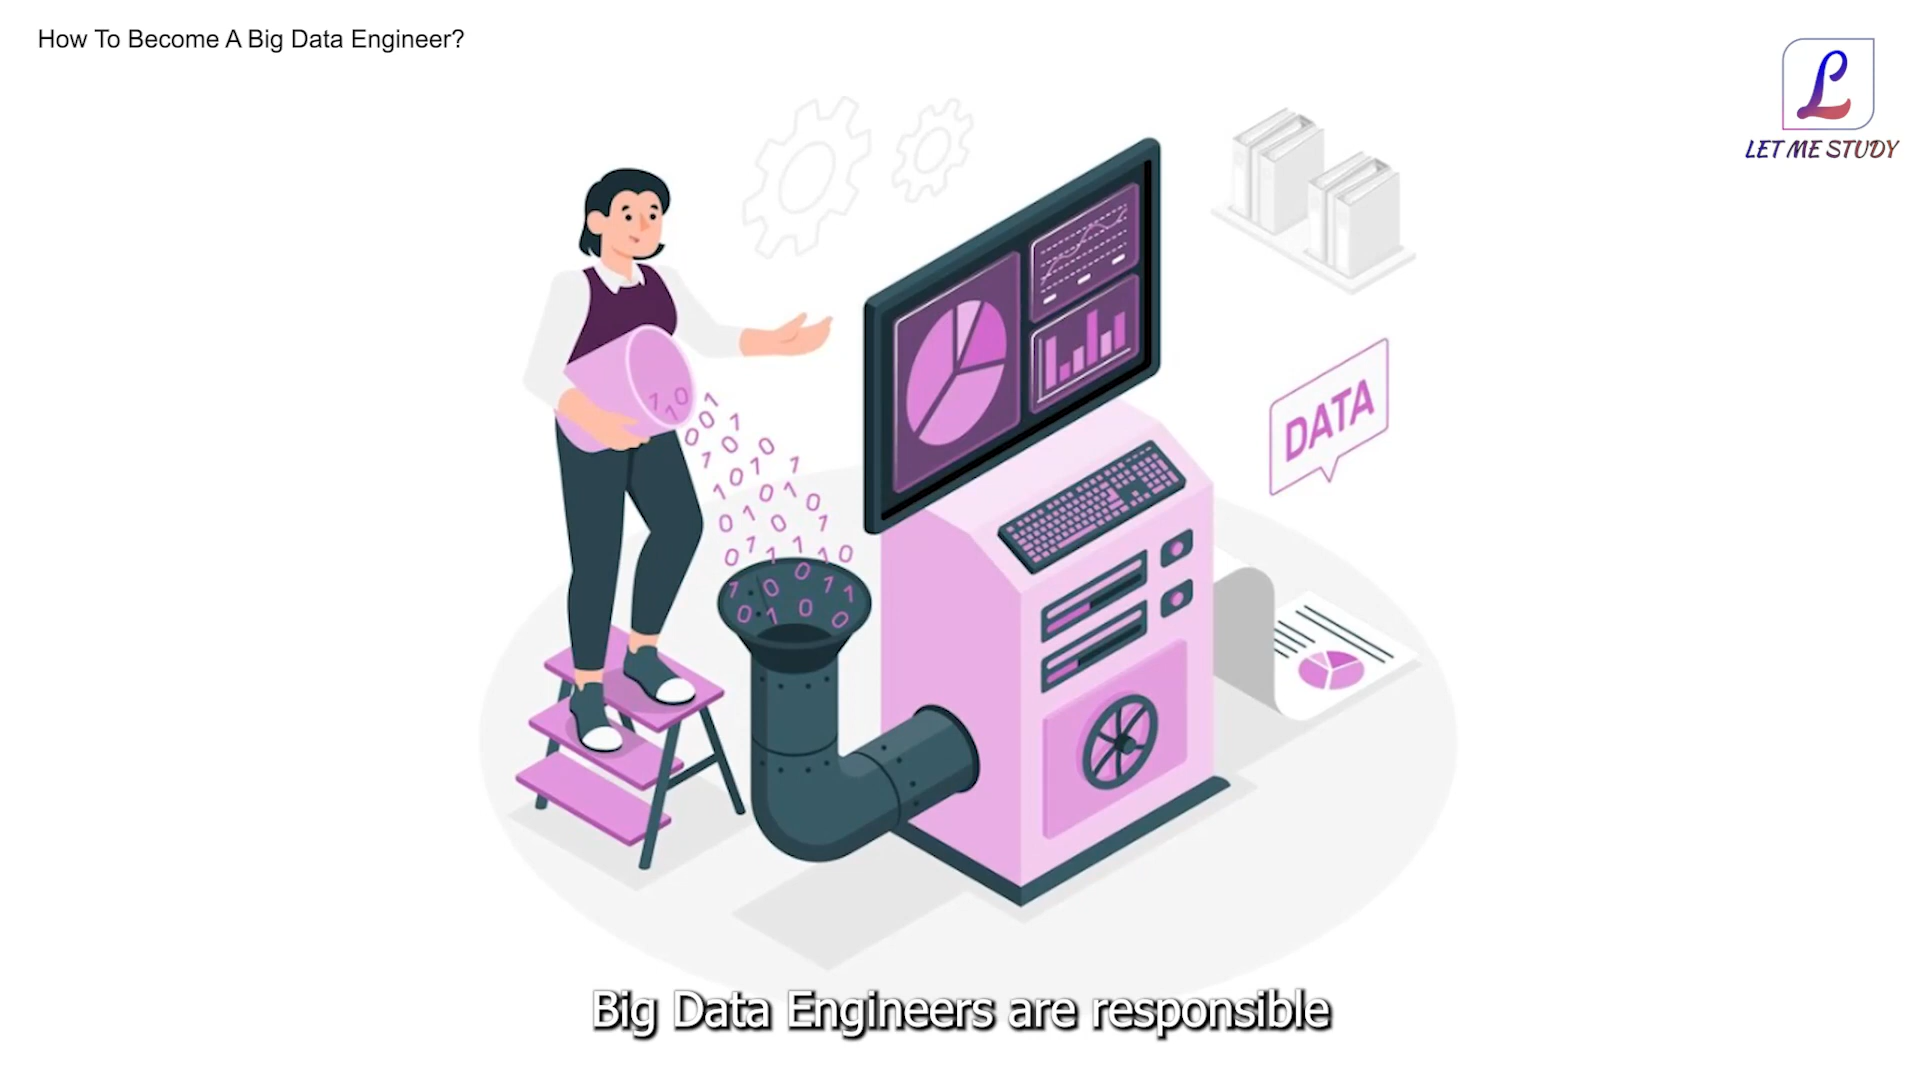 How To Become A Big Data Engineer?
L
LET ME STUDY
DATA
Big Data Engineers are responsible